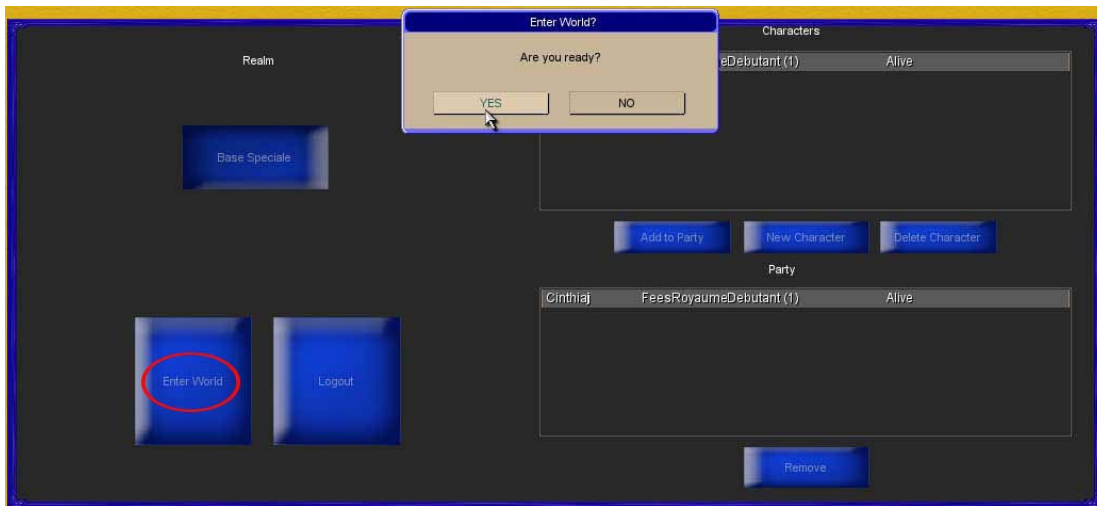 Enter World?
Are you ready?
YES NO
Realm
Base Speciale
Enter World
Logout
Characters
eDebutant (1) Alive
Add to Party New Character Delete Character
Party
Cinthiaj FeesRoyaumeDebutant (1) Alive
Remove